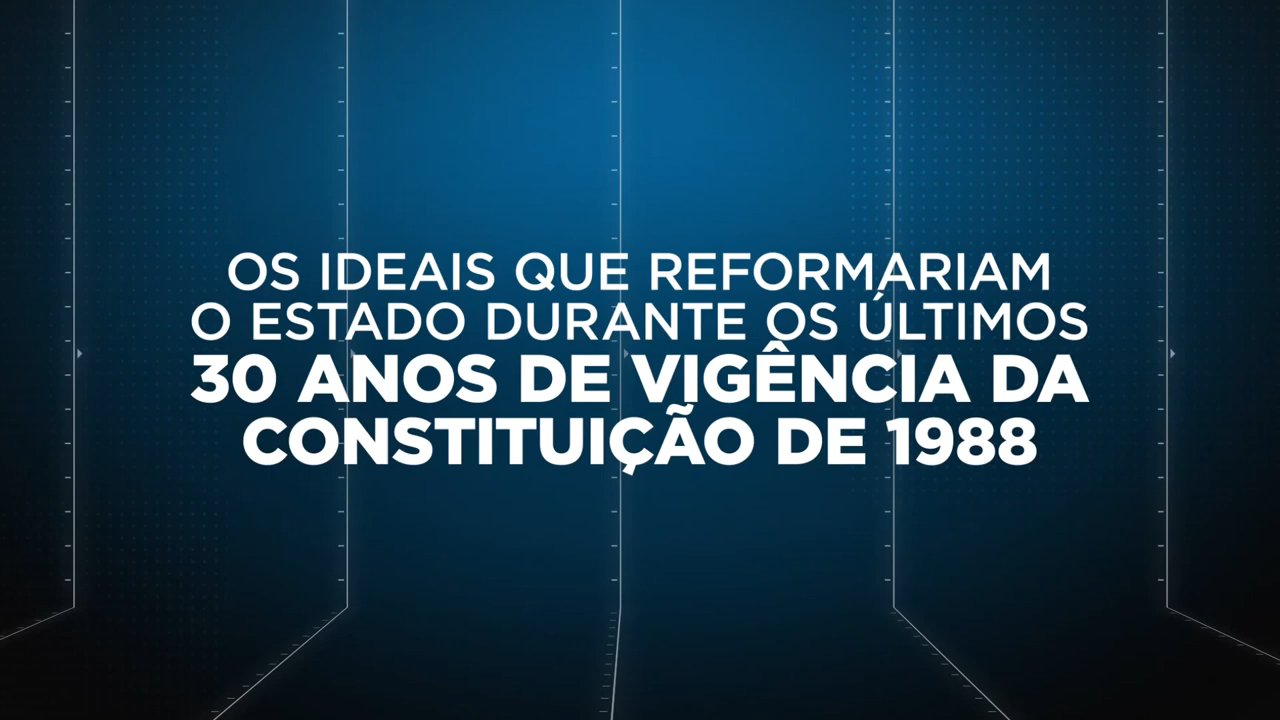 OS IDEAIS QUE REFORMARIAM
O ESTADO DURANTE OS ÚLTIMOS
30 ANOS DE VIGÊNCIA DA
CONSTITUIÇÃO DE 1988